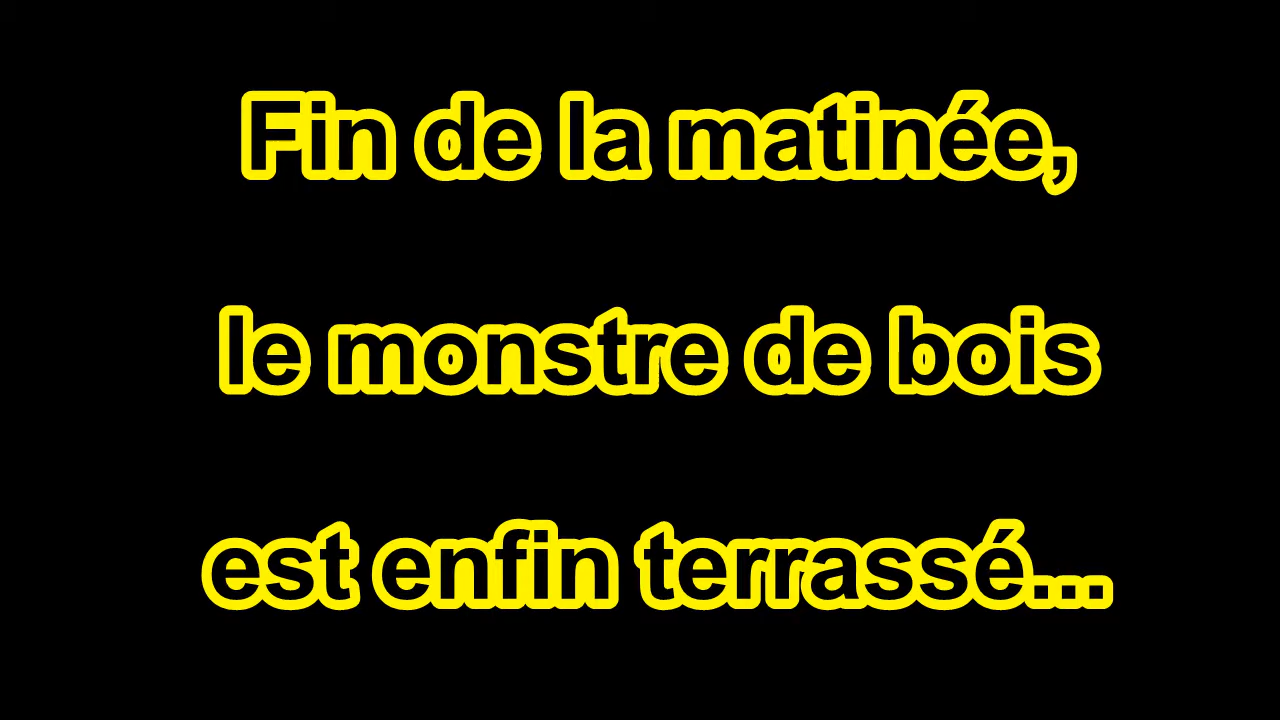 Fin de la matinée,
le monstre de bois
est enfin terrassé...